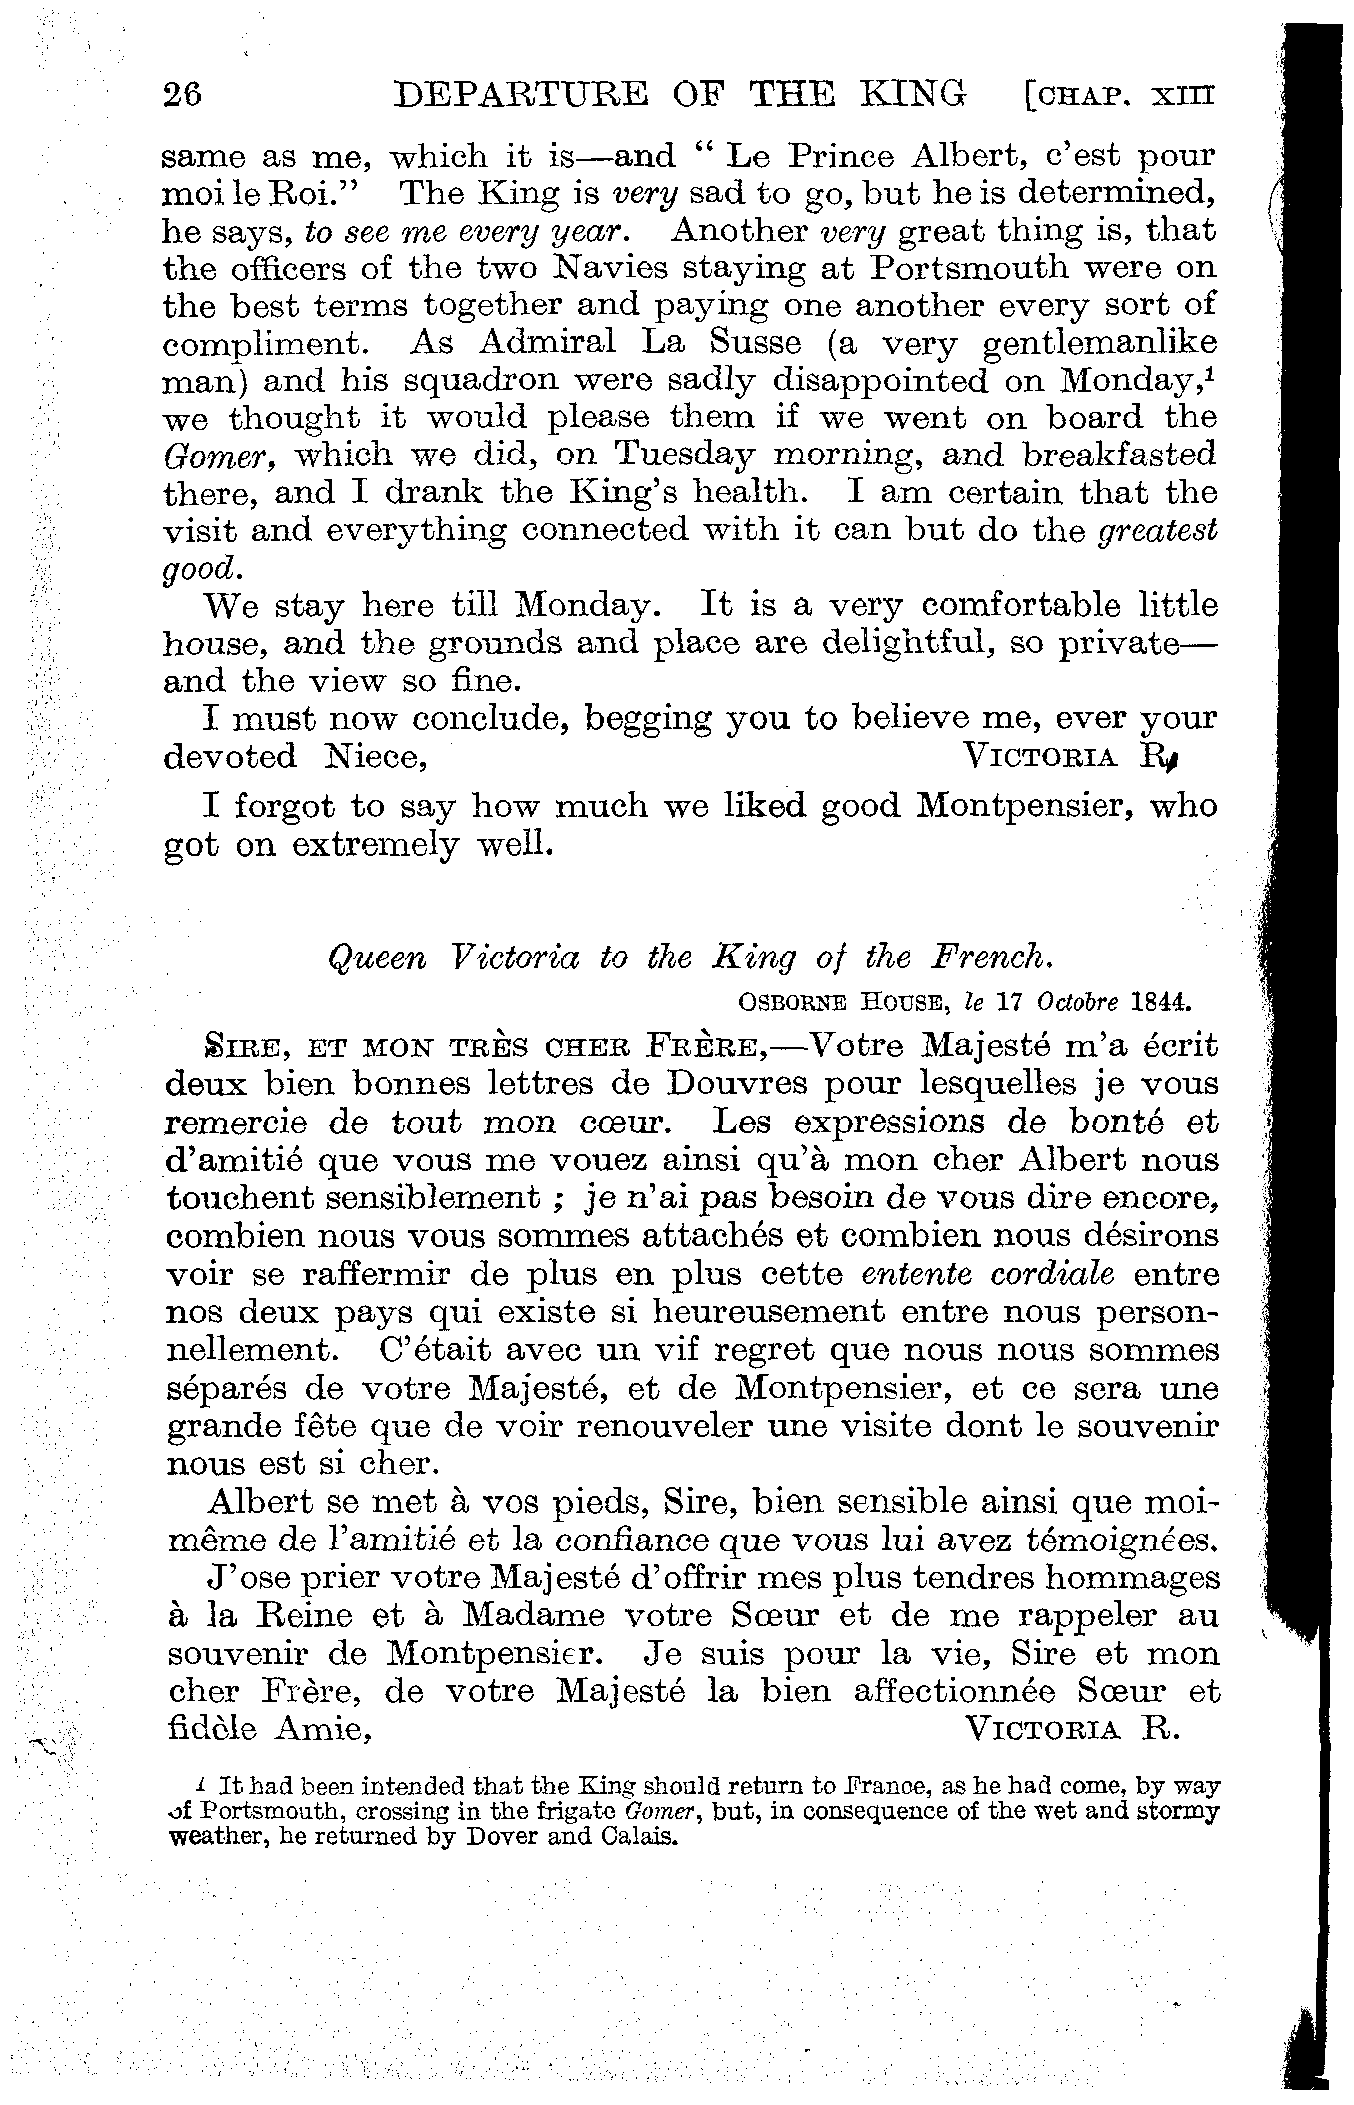 26 DEPARTURE OF THE KING [CHAP. XIII
same as me, which it is—and “ Le Prince Albert, c’est pour
moi le Roi.” The King is very sad to go, but he is determined,
he says, to see me every year. Another very great thing is, that
the officers of the two Navies staying at Portsmouth were on
the best terms together and paying one another every sort of
compliment. As Admiral La Susse (a very gentlemanlike
man) and his squadron were sadly disappointed on Monday,¹
we thought it would please them if we went on board the
Gomer, which we did, on Tuesday morning, and breakfasted
there, and I drank the King’s health. I am certain that the
visit and everything connected with it can but do the greatest
good.
We stay here till Monday. It is a very comfortable little
house, and the grounds and place are delightful, so private—
and the view so fine.
I must now conclude, begging you to believe me, ever your
devoted Niece, VICTORIA R.
I forgot to say how much we liked good Montpensier, who
got on extremely well.
Queen Victoria to the King of the French.
OSBORNE HOUSE, le 17 Octobre 1844.
SIRE, ET MON TRÈS CHER FRÈRE,—Votre Majesté m’a écrit
deux bien bonnes lettres de Douvres pour lesquelles je vous
remercie de tout mon cœur. Les expressions de bonté et
d’amitié que vous me vouez ainsi qu’à mon cher Albert nous
touchent sensiblement ; je n’ai pas besoin de vous dire encore,
combien nous vous sommes attachés et combien nous désirons
voir se raffermir de plus en plus cette entente cordiale entre
nos deux pays qui existe si heureusement entre nous person-
nellement. C’était avec un vif regret que nous nous sommes
séparés de votre Majesté, et de Montpensier, et ce sera une
grande fête que de voir renouveler une visite dont le souvenir
nous est si cher.
Albert se met à vos pieds, Sire, bien sensible ainsi que moi-
même de l’amitié et la confiance que vous lui avez témoignées.
J’ose prier votre Majesté d’offrir mes plus tendres hommages
à la Reine et à Madame votre Sœur et de me rappeler au
souvenir de Montpensier. Je suis pour la vie, Sire et mon
cher Frère, de votre Majesté la bien affectionnée Sœur et
fidèle Amie, VICTORIA R.
¹ It had been intended that the King should return to France, as he had come, by way
of Portsmouth, crossing in the frigate Gomer, but, in consequence of the wet and stormy
weather, he returned by Dover and Calais.